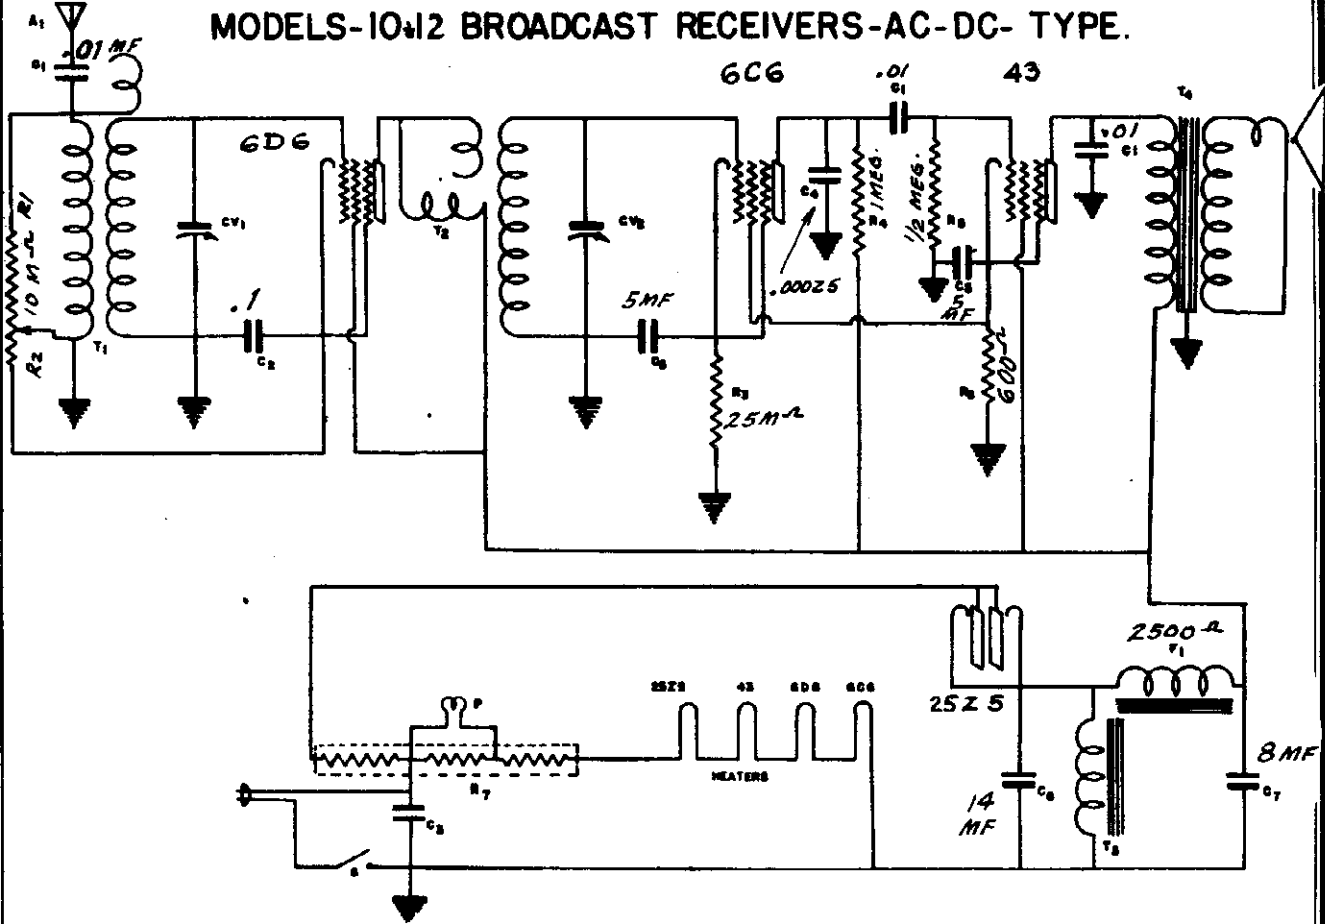 MODELS-10&12 BROADCAST RECEIVERS-AC-DC- TYPE.
A1
.01 MF
C1
6D6
6C6
.01
C1
43
T4
.01
C1
R1
10 M Ω
R2
T1
CV1
.1
C2
T2
CV2
5MF
C5
R3
25MΩ
C4
.00025
1 MEG.
R4
1/2 MEG.
R5
C5
5
MF
R6
600Ω
25Z5
2500 Ω
F1
25Z5
43
6D6
6C6
HEATERS
P
R7
C3
S
14
MF
C6
T3
8 MF
C7